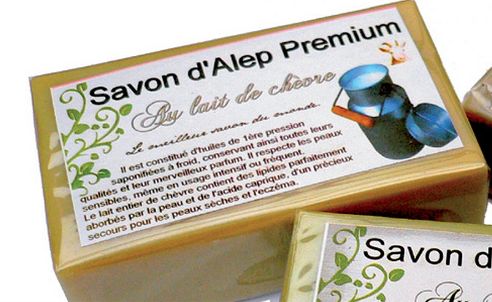 Savon d'Alep Premium
Au lait de chèvre
Le meilleur savon du monde...
Il est constitué d'huiles de 1ère pression
saponifiées à froid, conservant ainsi toutes leurs
qualités et leur merveilleux parfum. Il respecte les peaux
sensibles, même en usage intensif ou fréquent.
Le lait entier de chèvre contient des lipides parfaitement
aborbés par la peau et de l'acide caprique, d'un précieux
secours pour les peaux sèches et l'eczéma.
Savon d'A
Au